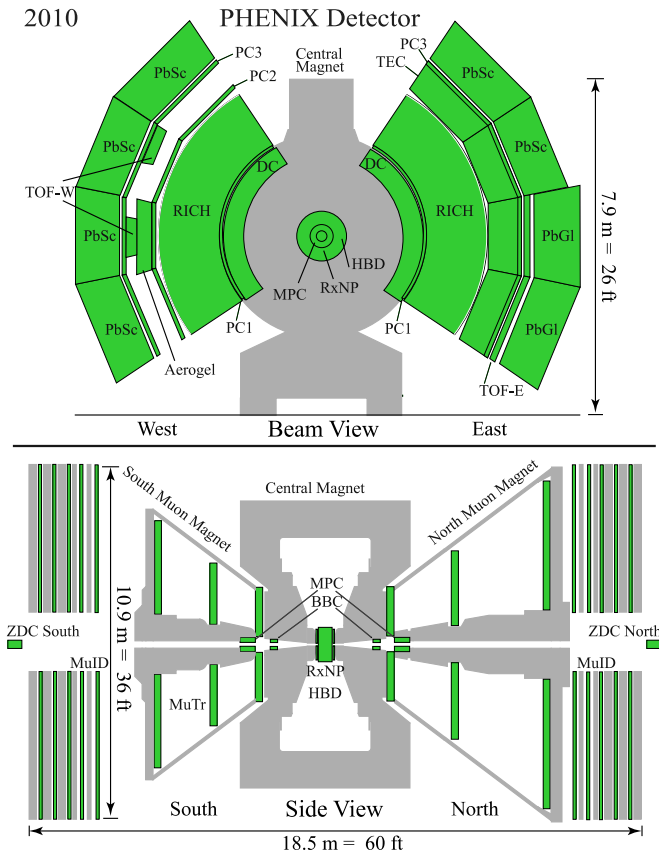 2010
PHENIX Detector
Central
Magnet
PC3
PC2
PbSc
PbSc
TOF-W
PbSc
PbSc
RICH
DC
PC1
Aerogel
MPC
RxNP
HBD
PC3
TEC
PbSc
PbSc
DC
RICH
PbGl
PbGl
PC1
TOF-E
7.9 m = 26 ft
West
Beam View
East
South Muon Magnet
Central Magnet
North Muon Magnet
MPC
BBC
ZDC South
ZDC North
MuID
MuID
10.9 m = 36 ft
RxNP
HBD
MuTr
South
Side View
North
18.5 m = 60 ft